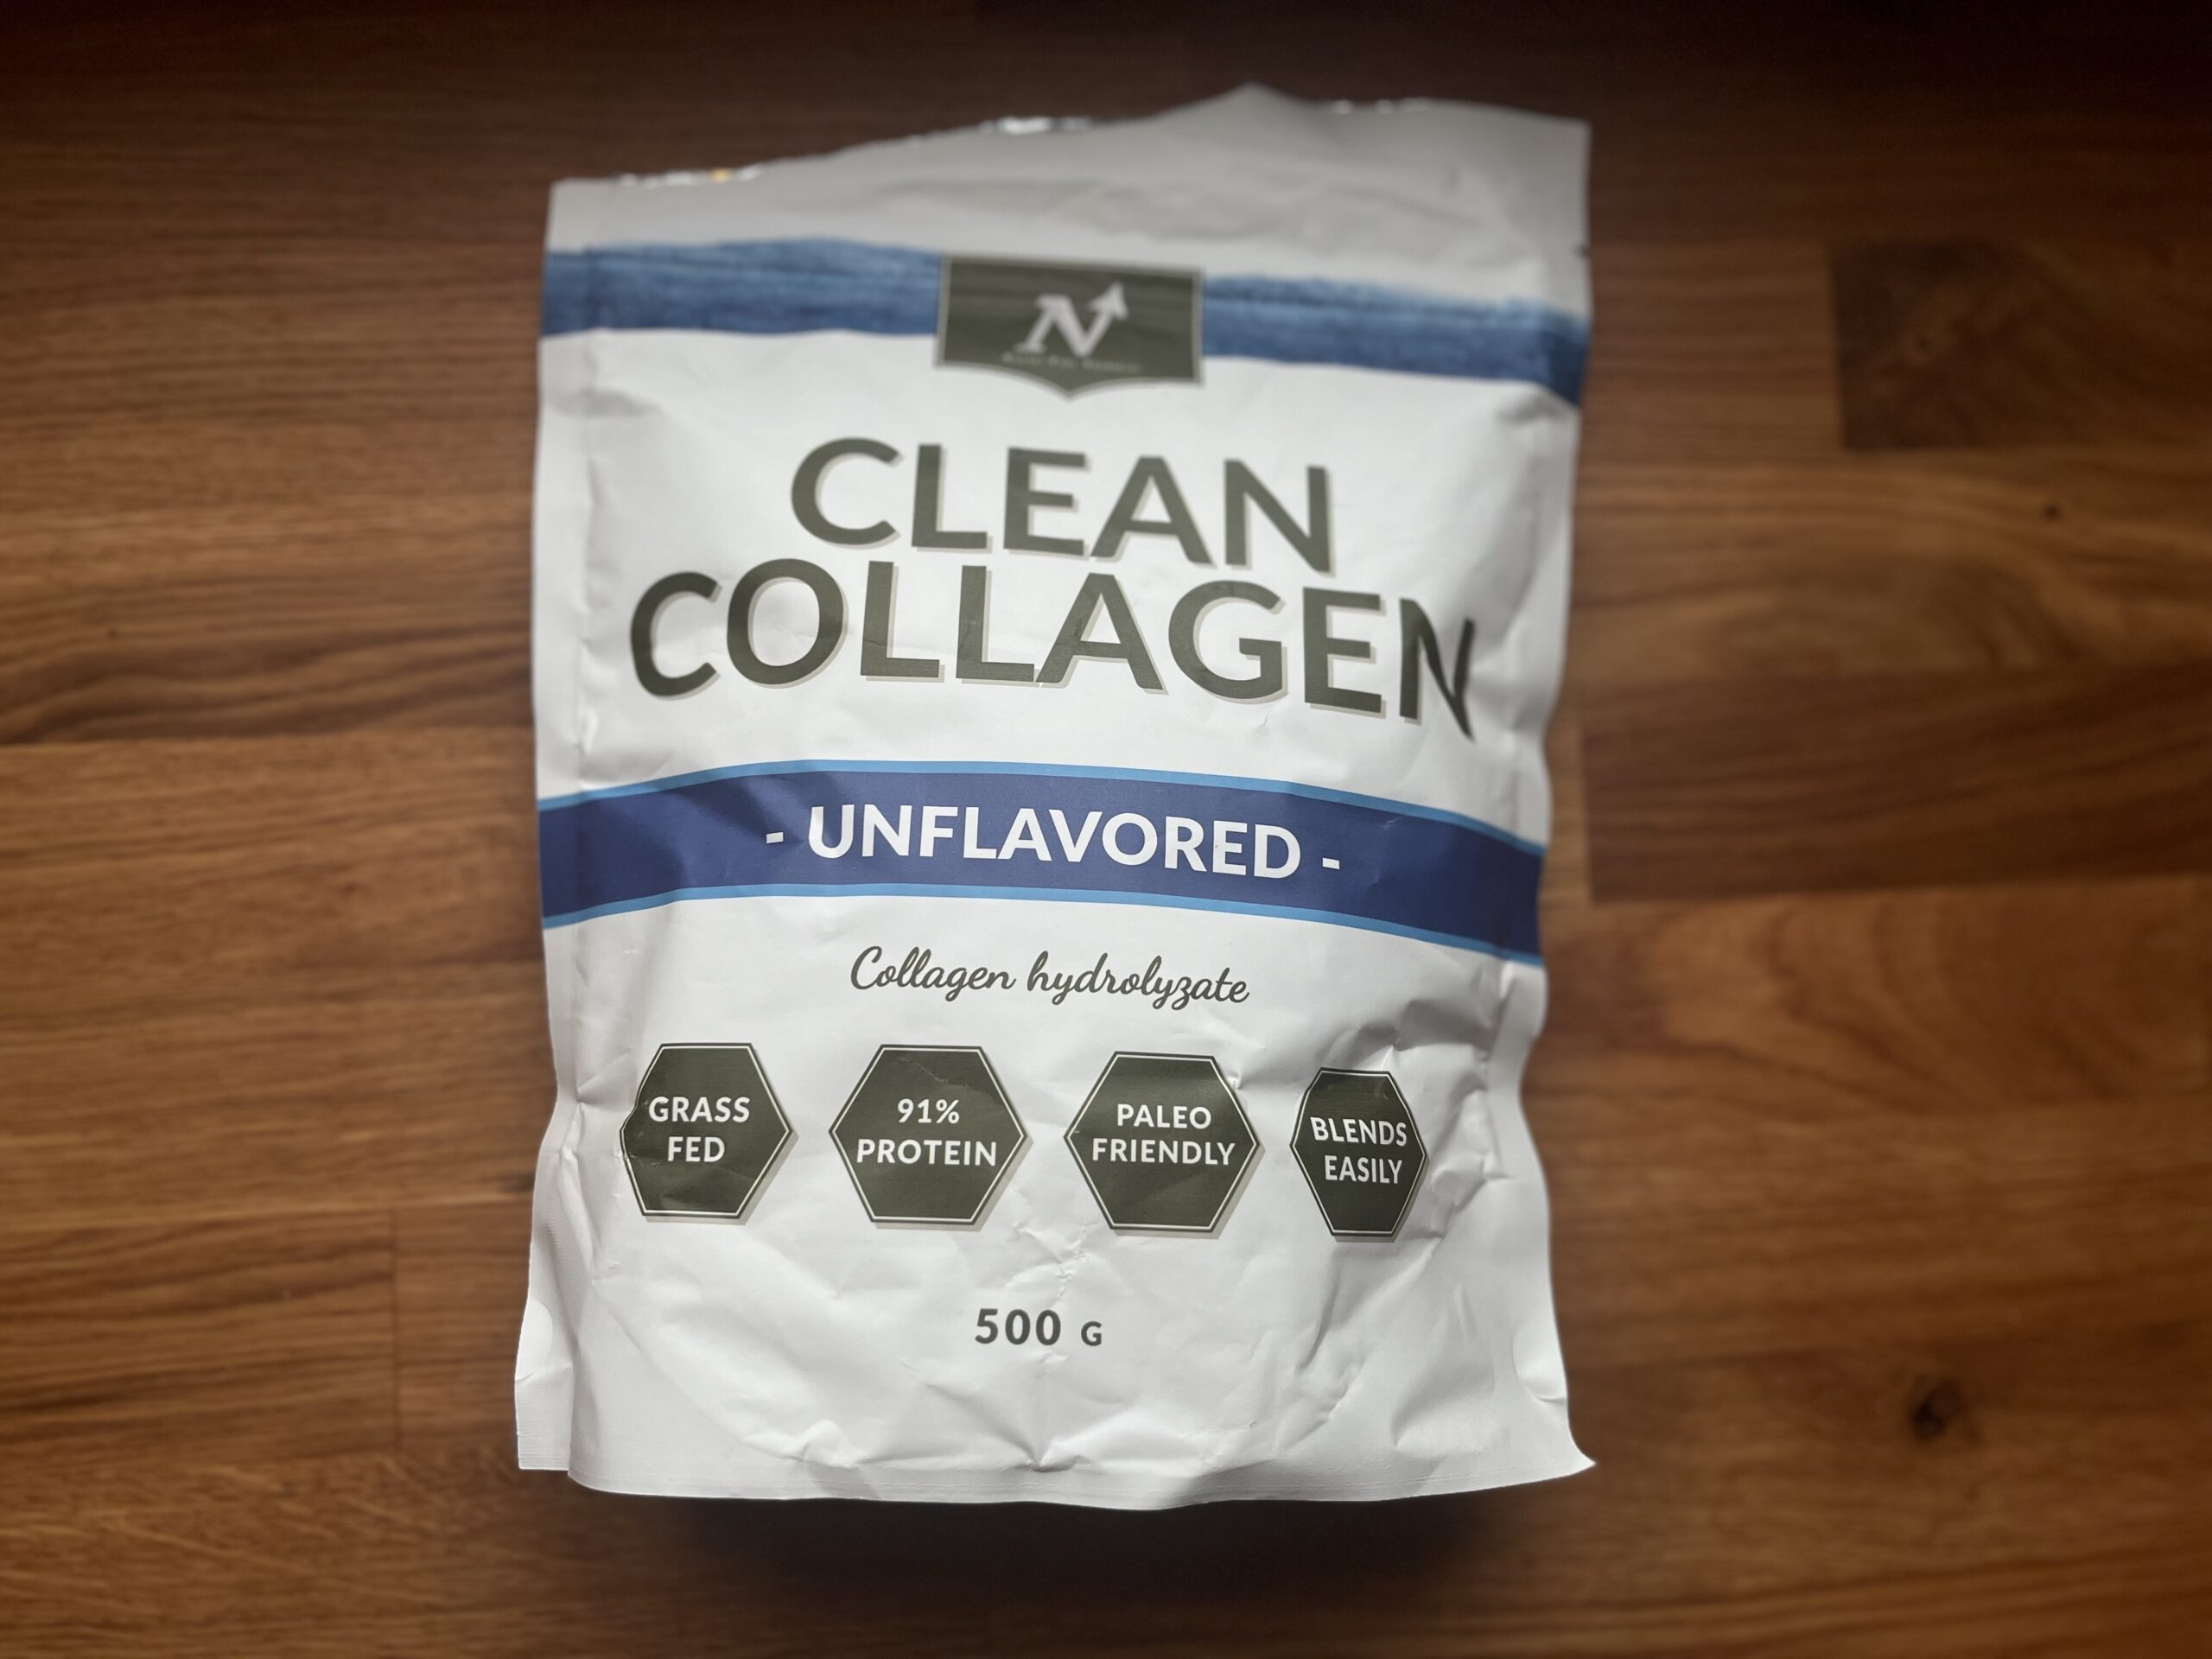 N
CLEAN
COLLAGEN
- UNFLAVORED -
Collagen hydrolyzate
GRASS
FED
91%
PROTEIN
PALEO
FRIENDLY
BLENDS
EASILY
500 G